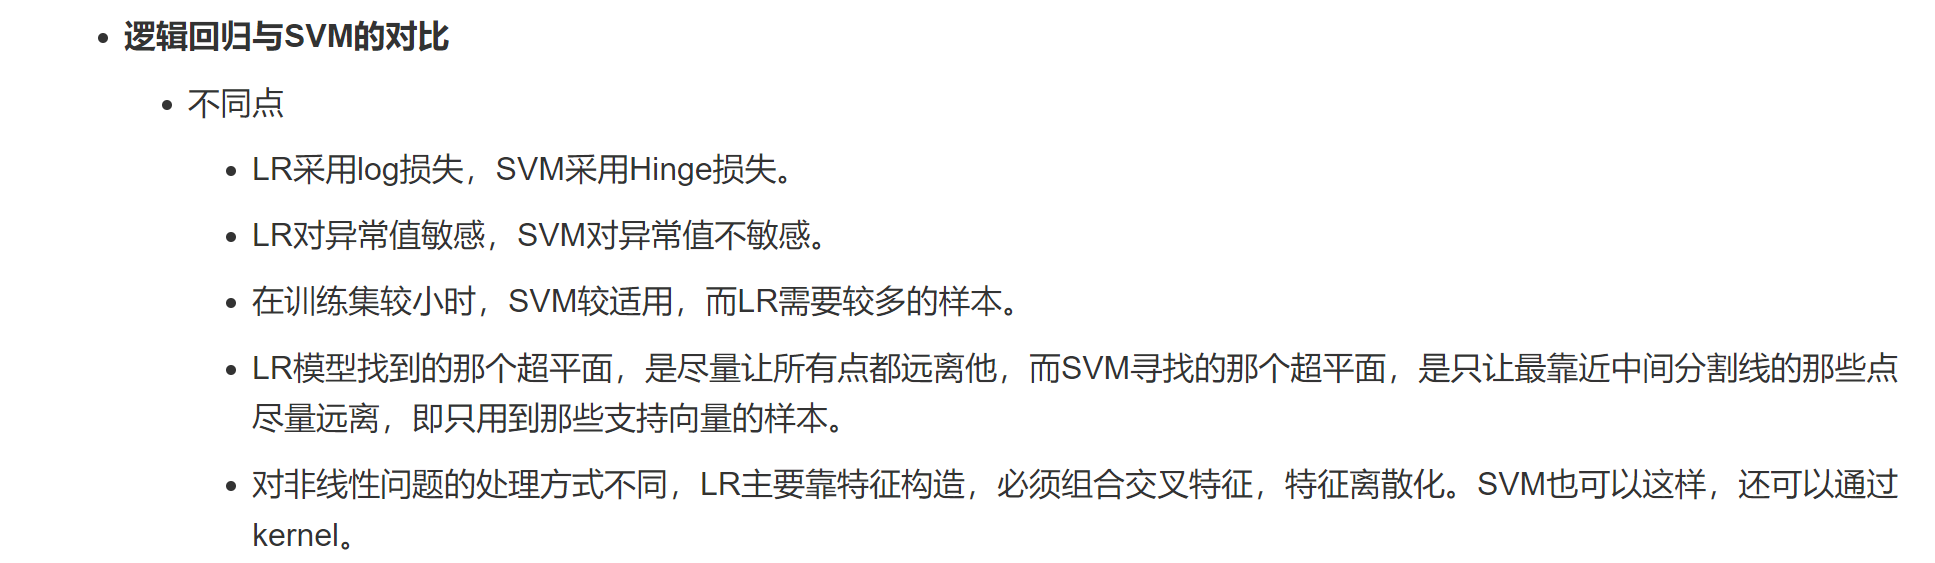 逻辑回归与SVM的对比
不同点
LR采用log损失，SVM采用Hinge损失。
LR对异常值敏感，SVM对异常值不敏感。
在训练集较小时，SVM较适用，而LR需要较多的样本。
LR模型找到的那个超平面，是尽量让所有点都远离他，而SVM寻找的那个超平面，是只让最靠近中间分割线的那些点
尽量远离，即只用到那些支持向量的样本。
对非线性问题的处理方式不同，LR主要靠特征构造，必须组合交叉特征，特征离散化。SVM也可以这样，还可以通过
kernel。